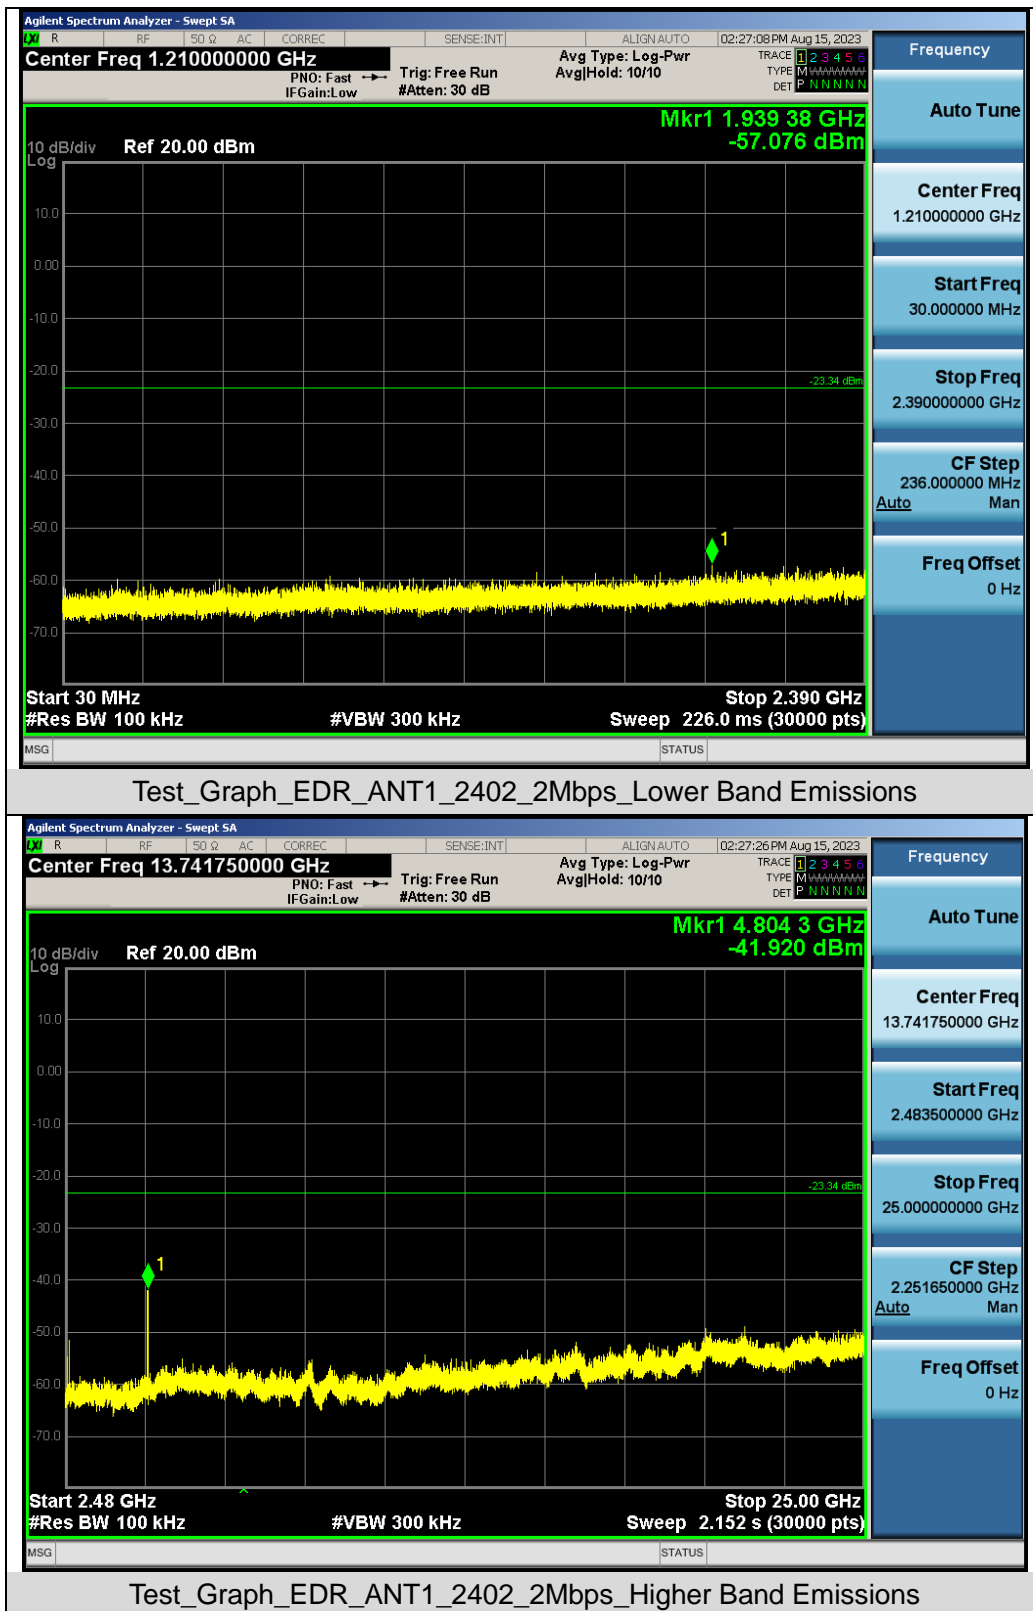 Agilent Spectrum Analyzer - Swept SA
LXI R RF 50 Ω AC CORREC SENSE:INT ALIGN AUTO 02:27:08 PM Aug 15, 2023
Center Freq 1.210000000 GHz
PNO: Fast
IFGain:Low
Trig: Free Run
#Atten: 30 dB
Avg Type: Log-Pwr
Avg|Hold: 10/10
TRACE 1 2 3 4 5 6
TYPE M
DET P N N N N N
Frequency
Auto Tune
Mkr1 1.939 38 GHz
-57.076 dBm
10 dB/div Ref 20.00 dBm
Log
10.0
0.00
-10.0
-20.0
-23.34 dBm
-30.0
-40.0
-50.0
1
-60.0
-70.0
Start 30 MHz Stop 2.390 GHz
#Res BW 100 kHz #VBW 300 kHz Sweep 226.0 ms (30000 pts)
Center Freq
1.210000000 GHz
Start Freq
30.000000 MHz
Stop Freq
2.390000000 GHz
CF Step
236.000000 MHz
Auto Man
Freq Offset
0 Hz
MSG STATUS
Test_Graph_EDR_ANT1_2402_2Mbps_Lower Band Emissions
Agilent Spectrum Analyzer - Swept SA
LXI R RF 50 Ω AC CORREC SENSE:INT ALIGN AUTO 02:27:26 PM Aug 15, 2023
Center Freq 13.741750000 GHz
PNO: Fast
IFGain:Low
Trig: Free Run
#Atten: 30 dB
Avg Type: Log-Pwr
Avg|Hold: 10/10
TRACE 1 2 3 4 5 6
TYPE M
DET P N N N N N
Frequency
Auto Tune
Mkr1 4.804 3 GHz
-41.920 dBm
10 dB/div Ref 20.00 dBm
Log
10.0
0.00
-10.0
-20.0
-23.34 dBm
-30.0
1
-40.0
-50.0
-60.0
-70.0
Start 2.48 GHz Stop 25.00 GHz
#Res BW 100 kHz #VBW 300 kHz Sweep 2.152 s (30000 pts)
Center Freq
13.741750000 GHz
Start Freq
2.483500000 GHz
Stop Freq
25.000000000 GHz
CF Step
2.251650000 GHz
Auto Man
Freq Offset
0 Hz
MSG STATUS
Test_Graph_EDR_ANT1_2402_2Mbps_Higher Band Emissions